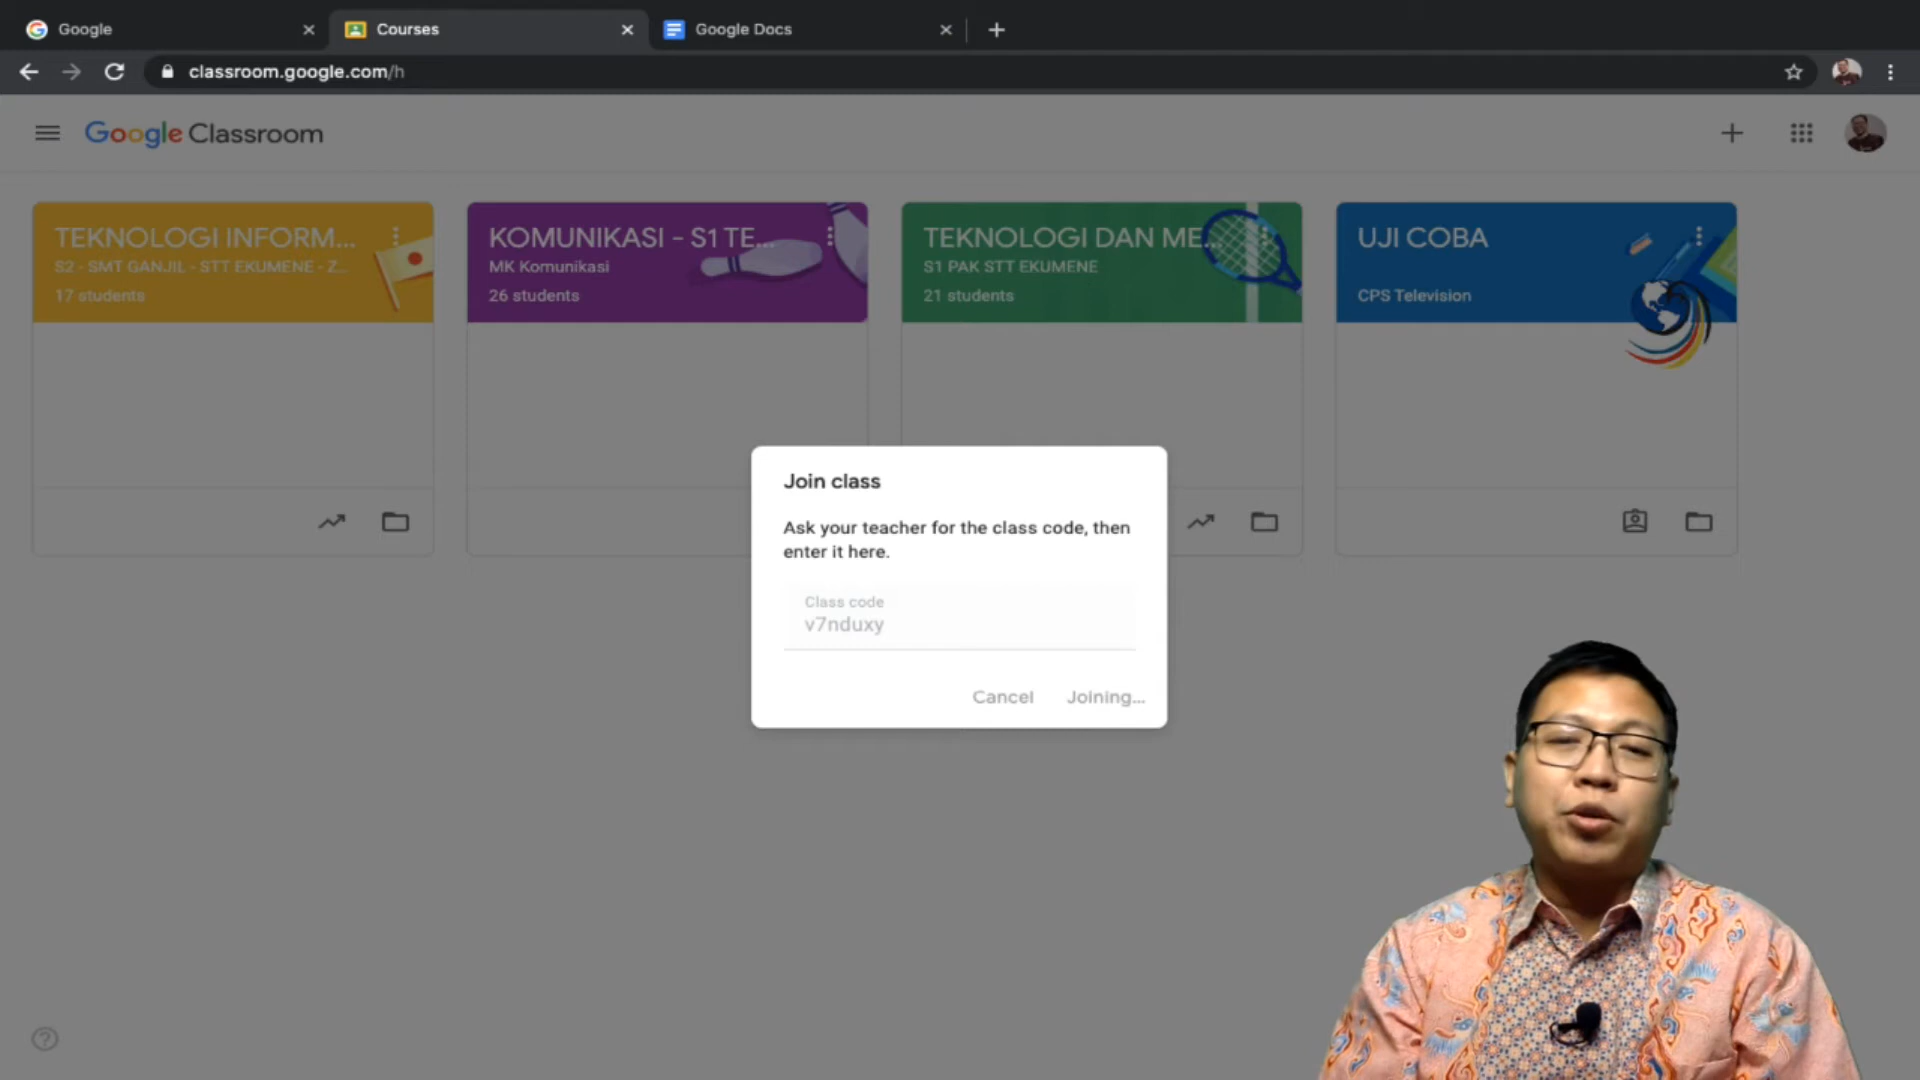 Google
Courses
Google Docs
classroom.google.com/h
Google Classroom
TEKNOLOGI INFORM...
S2 - SMT GANJIL - STT EKUMENE - Z...
17 students
KOMUNIKASI - S1 TE...
MK Komunikasi
26 students
TEKNOLOGI DAN ME...
S1 PAK STT EKUMENE
21 students
UJI COBA
CPS Television
Join class
Ask your teacher for the class code, then
enter it here.
Class code
v7nduxy
Cancel
Joining...